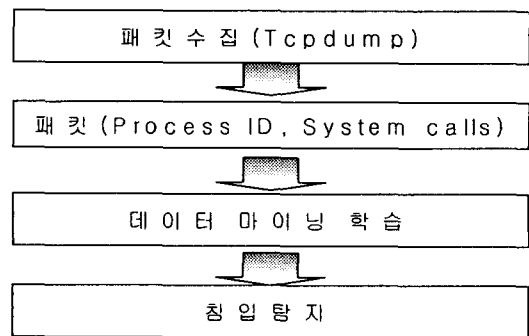 패킷수집(Tcpdump)
패킷(Process ID, System calls)
데이터 마이닝 학습
침입탐지